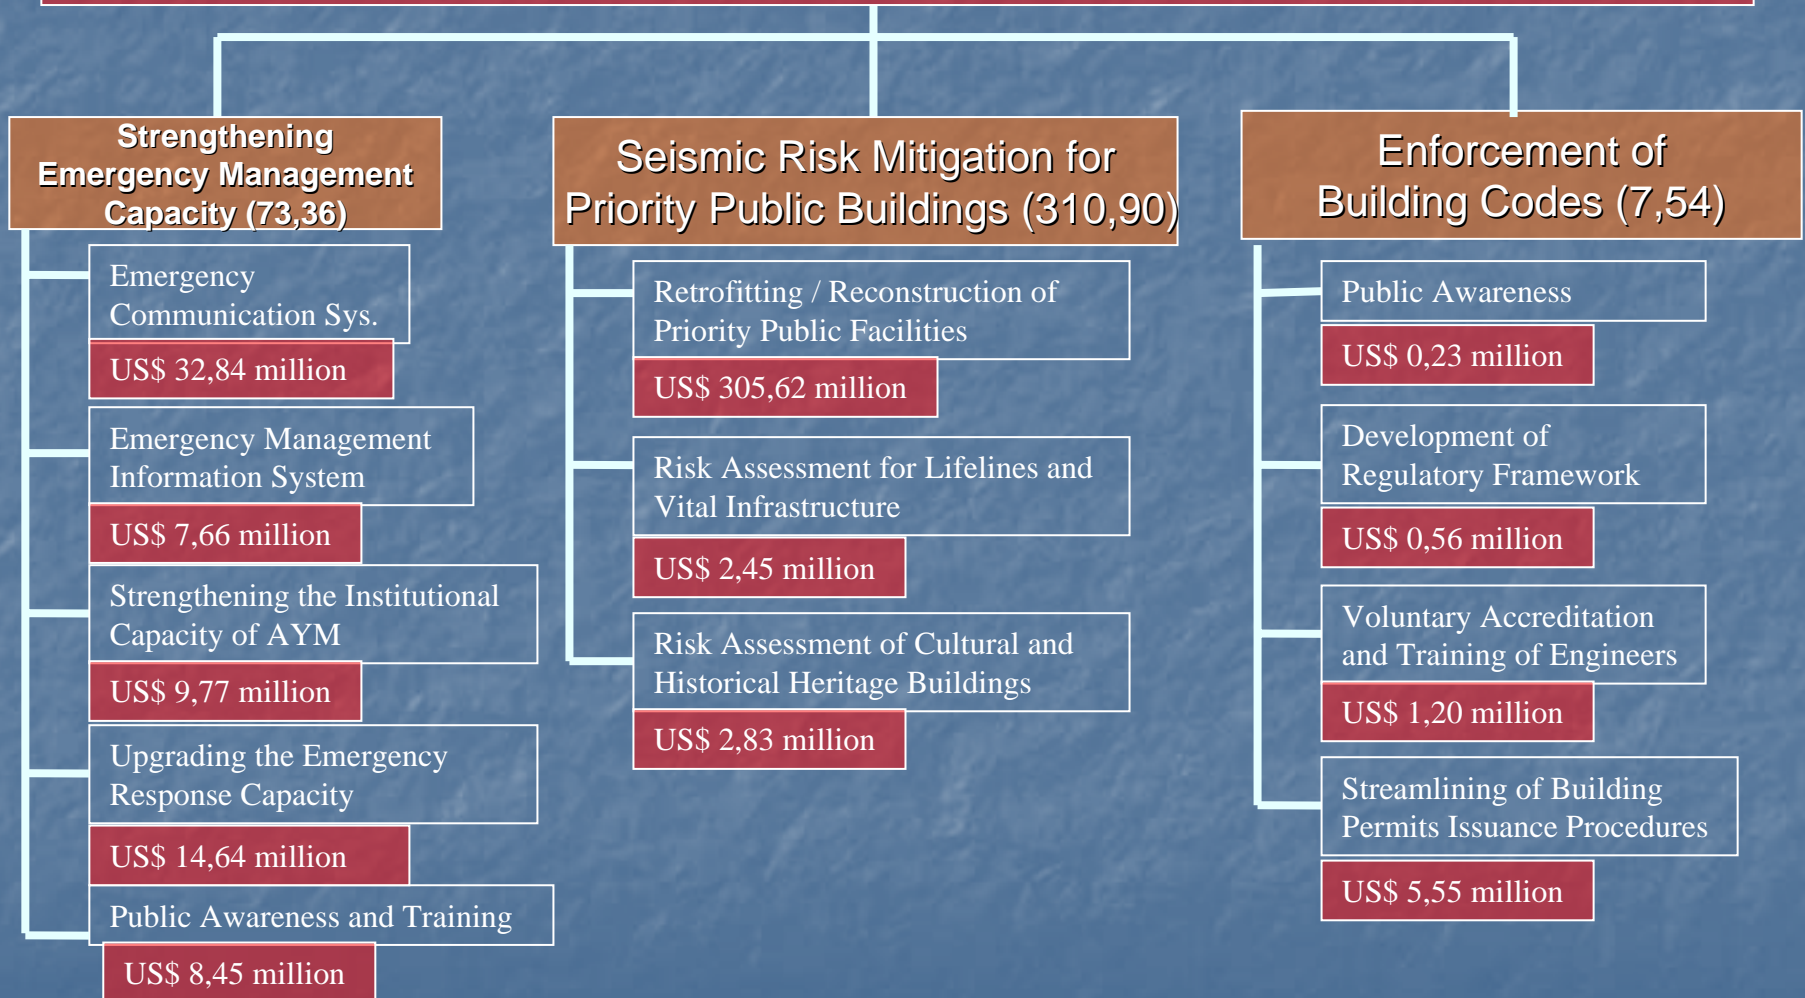 Strengthening
Emergency Management
Capacity (73,36)
Emergency
Communication Sys.
US$ 32,84 million
Emergency Management
Information System
US$ 7,66 million
Strengthening the Institutional
Capacity of AYM
US$ 9,77 million
Upgrading the Emergency
Response Capacity
US$ 14,64 million
Public Awareness and Training
US$ 8,45 million
Seismic Risk Mitigation for
Priority Public Buildings (310,90)
Retrofitting / Reconstruction of
Priority Public Facilities
US$ 305,62 million
Risk Assessment for Lifelines and
Vital Infrastructure
US$ 2,45 million
Risk Assessment of Cultural and
Historical Heritage Buildings
US$ 2,83 million
Enforcement of
Building Codes (7,54)
Public Awareness
US$ 0,23 million
Development of
Regulatory Framework
US$ 0,56 million
Voluntary Accreditation
and Training of Engineers
US$ 1,20 million
Streamlining of Building
Permits Issuance Procedures
US$ 5,55 million